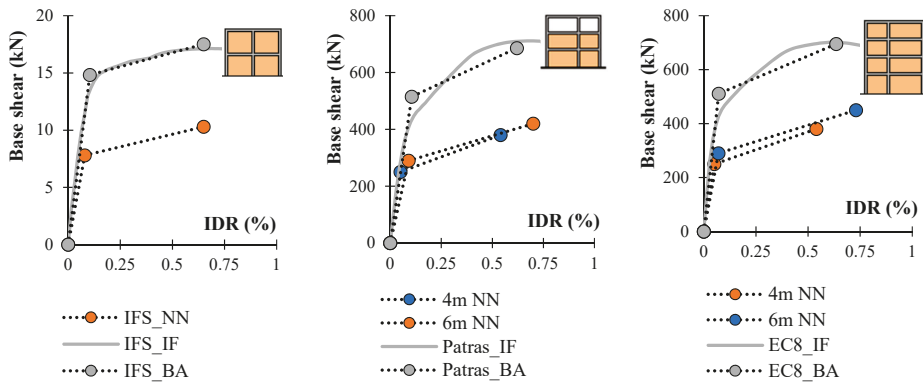 Base shear (kN)
20
15
10
5
0
IDR (%)
0 0.25 0.5 0.75 1
IFS_NN
IFS_IF
IFS_BA
Base shear (kN)
800
600
400
200
0
IDR (%)
0 0.25 0.5 0.75 1
4m NN
6m NN
Patras_IF
Patras_BA
Base shear (kN)
800
600
400
200
0
IDR (%)
0 0.25 0.5 0.75 1
4m NN
6m NN
EC8_IF
EC8_BA